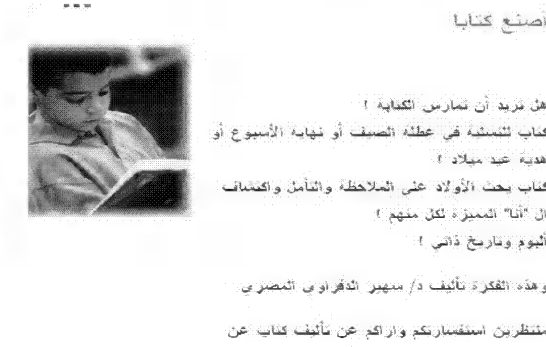 أصنع كتابا
هل تريد أن تمارس الكتابة ؟
كتاب للتسلية في عطلة الصيف أو نهاية الأسبوع أو
هدية عيد ميلاد ؟
كتاب يحث الأولاد على الملاحظة والتأمل واكتشاف
ال "أنا" المميزة لكل منهم ؟
ألبوم وتاريخ ذاتي ؟
وهذه الفكرة تأليف د/ سهير الدفراوي المصري
منتظرين استفساراتكم واراكم عن تأليف كتاب عن